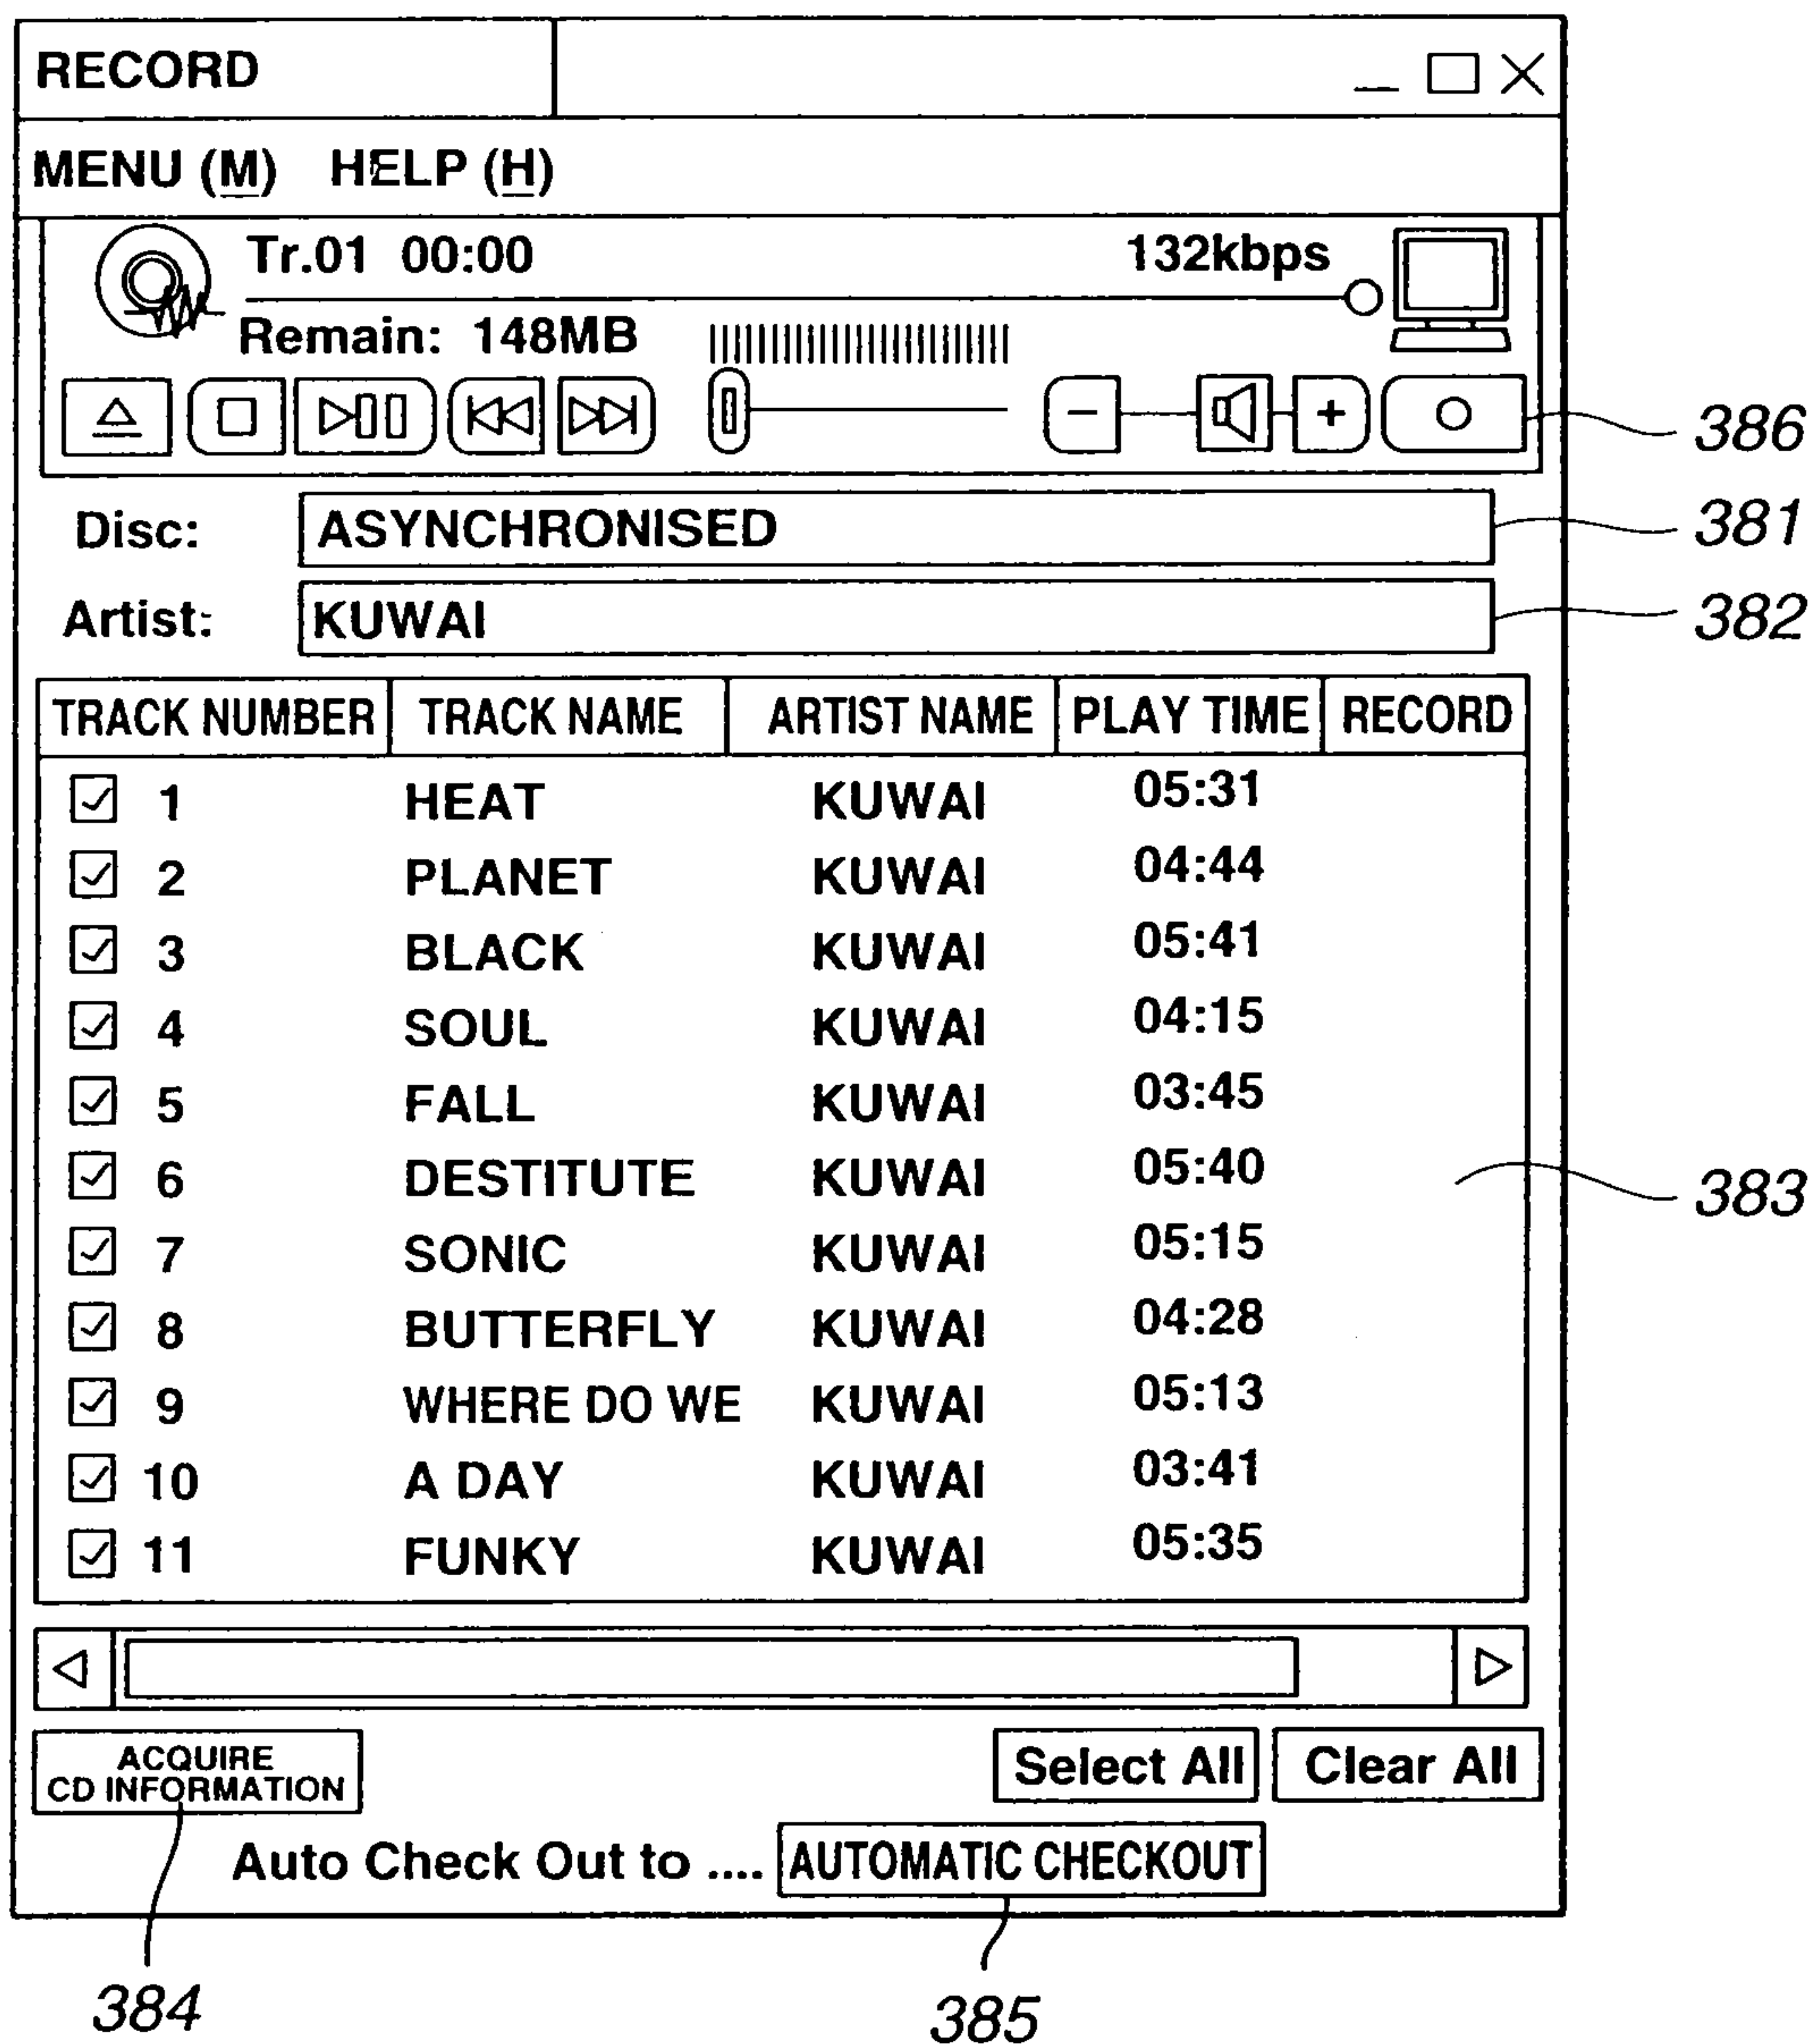 RECORD
MENU (M) HELP (H)
Tr.01 00:00 132kbps
Remain: 148MB
- + 386
Disc: ASYNCHRONISED 381
Artist: KUWAI 382
TRACK NUMBER TRACK NAME ARTIST NAME PLAY TIME RECORD
1 HEAT KUWAI 05:31
2 PLANET KUWAI 04:44
3 BLACK KUWAI 05:41
4 SOUL KUWAI 04:15
5 FALL KUWAI 03:45
6 DESTITUTE KUWAI 05:40 383
7 SONIC KUWAI 05:15
8 BUTTERFLY KUWAI 04:28
9 WHERE DO WE KUWAI 05:13
10 A DAY KUWAI 03:41
11 FUNKY KUWAI 05:35
ACQUIRE
CD INFORMATION Select All Clear All
Auto Check Out to .... AUTOMATIC CHECKOUT
384 385